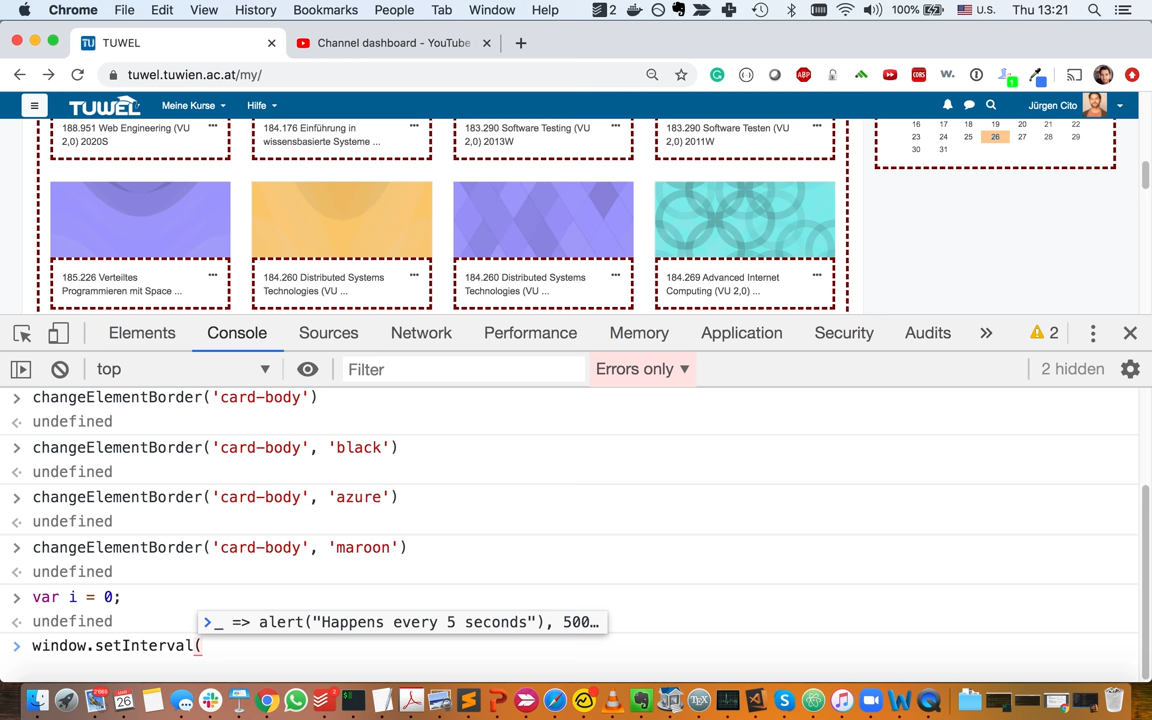 Chrome File Edit View History Bookmarks People Tab Window Help 2 100% U.S. Thu 13:21
TU TUWEL Channel dashboard - YouTube
tuwel.tuwien.ac.at/my/
ABP CORS W. 1
TUWEL Meine Kurse Hilfe Jürgen Cito
188.951 Web Engineering (VU
2,0) 2020S
184.176 Einführung in
wissensbasierte Systeme ...
183.290 Software Testing (VU
2,0) 2013W
183.290 Software Testen (VU
2,0) 2011W
16 17 18 19 20 21 22
23 24 25 26 27 28 29
30 31
185.226 Verteiltes
Programmieren mit Space ...
184.260 Distributed Systems
Technologies (VU ...
184.260 Distributed Systems
Technologies (VU ...
184.269 Advanced Internet
Computing (VU 2,0) ...
Elements Console Sources Network Performance Memory Application Security Audits » 2
top Filter Errors only 2 hidden
changeElementBorder('card-body')
undefined
changeElementBorder('card-body', 'black')
undefined
changeElementBorder('card-body', 'azure')
undefined
changeElementBorder('card-body', 'maroon')
undefined
var i = 0;
undefined
_ => alert("Happens every 5 seconds"), 500…
window.setInterval(